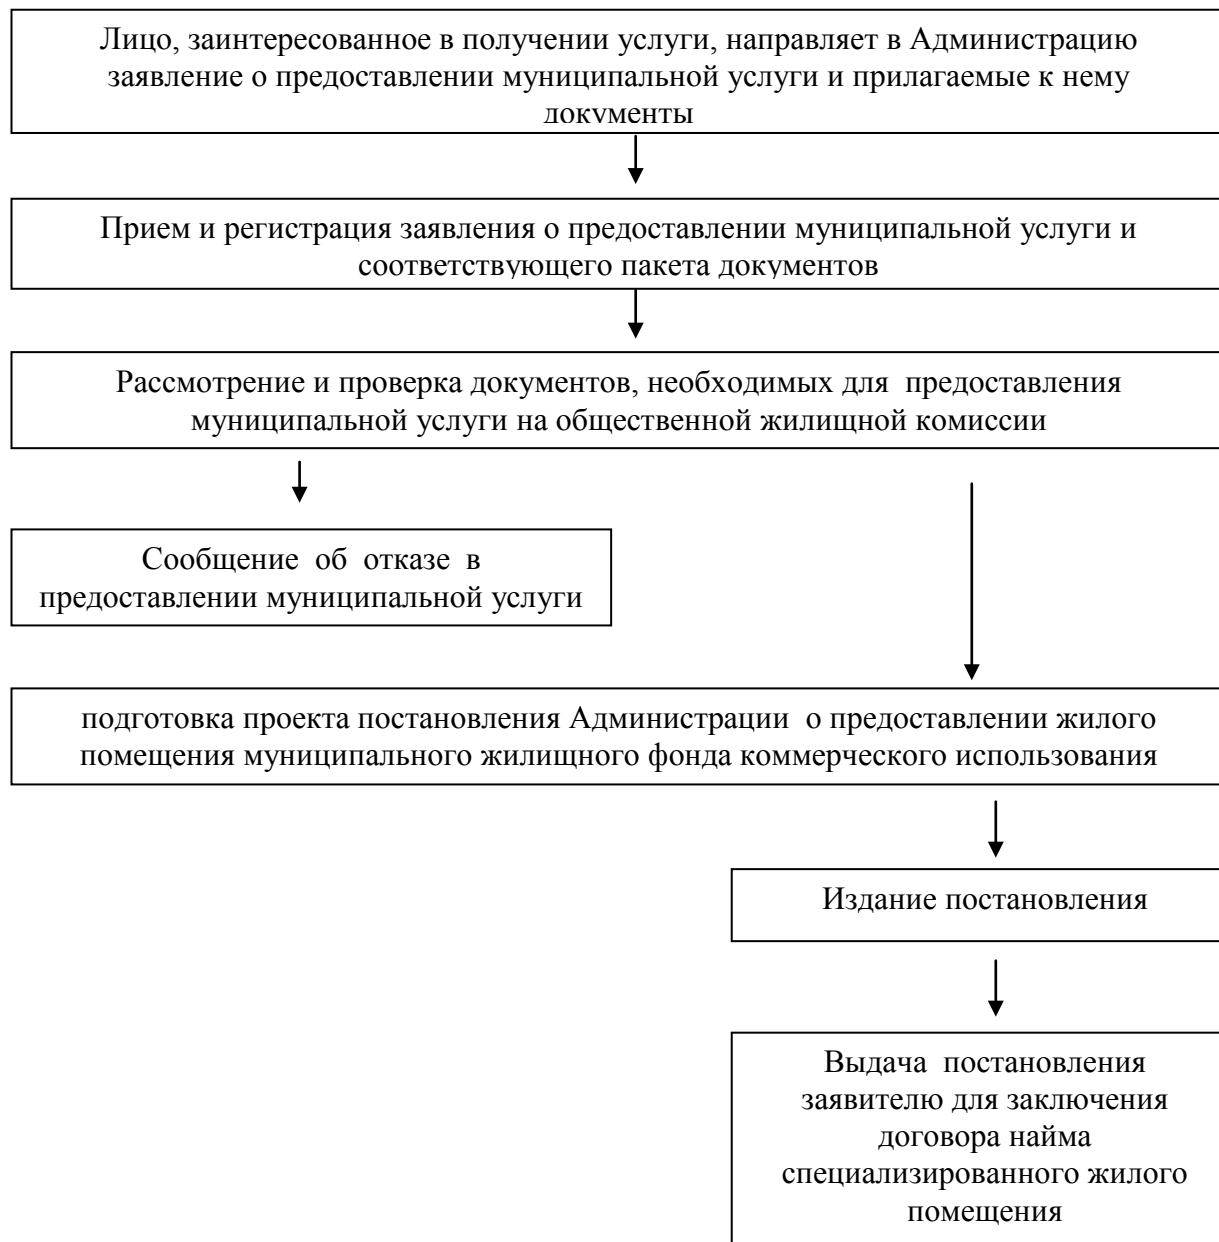 Лицо, заинтересованное в получении услуги, направляет в Администрацию
заявление о предоставлении муниципальной услуги и прилагаемые к нему
документы
Прием и регистрация заявления о предоставлении муниципальной услуги и
соответствующего пакета документов
Рассмотрение и проверка документов, необходимых для предоставления
муниципальной услуги на общественной жилищной комиссии
Сообщение об отказе в
предоставлении муниципальной услуги
подготовка проекта постановления Администрации о предоставлении жилого
помещения муниципального жилищного фонда коммерческого использования
Издание постановления
Выдача постановления
заявителю для заключения
договора найма
специализированного жилого
помещения